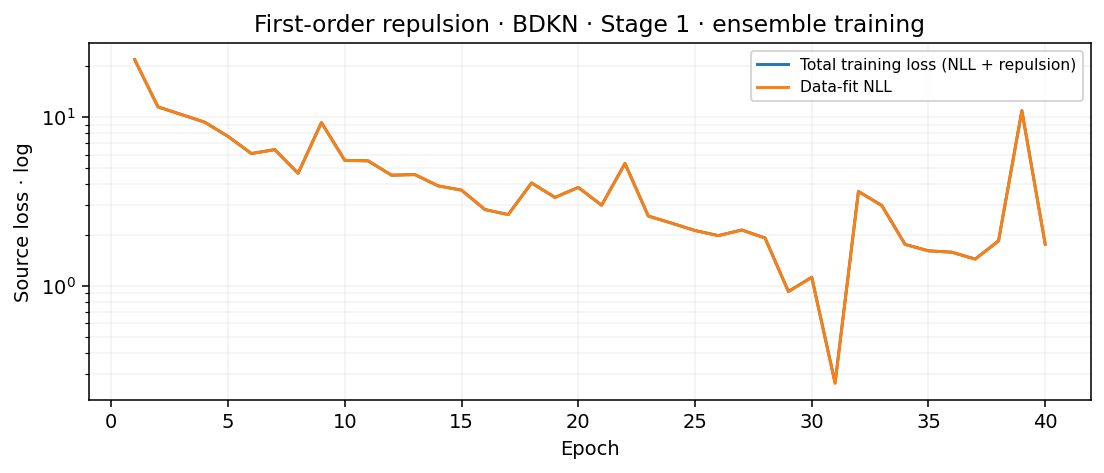 First-order repulsion · BDKN · Stage 1 · ensemble training
Total training loss (NLL + repulsion)
Data-fit NLL
Source loss · log
10¹
10⁰
0 5 10 15 20 25 30 35 40
Epoch